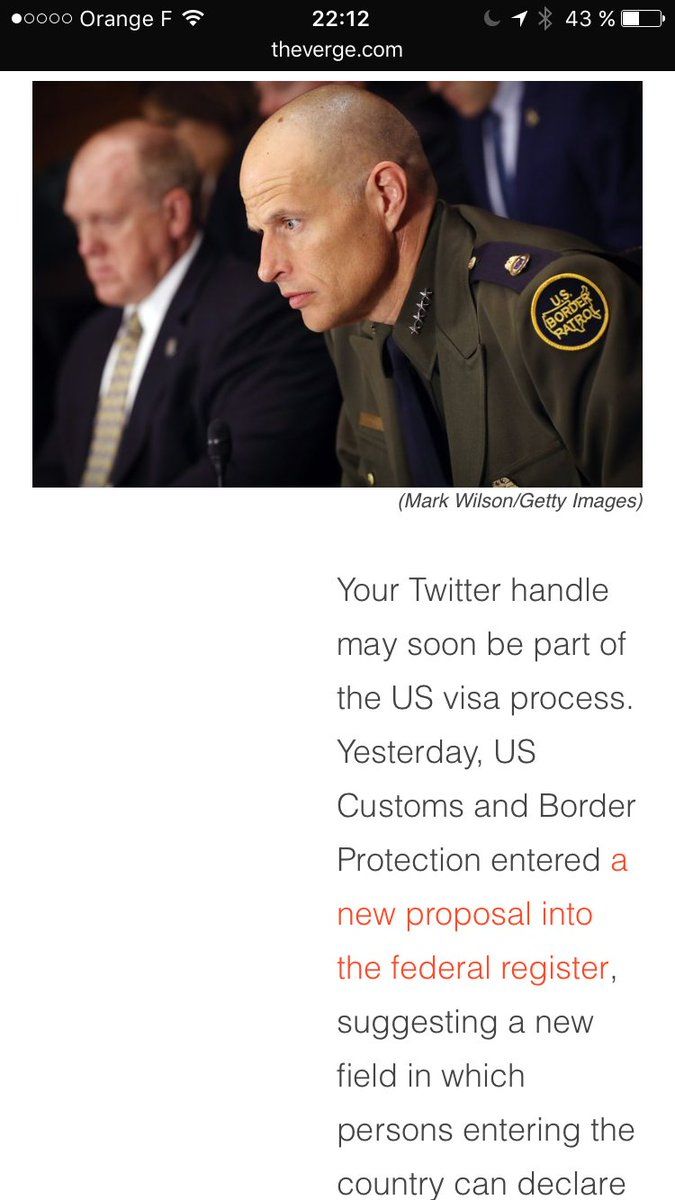 Orange F 22:12 43 %
theverge.com
U.S.
BORDER
PATROL
(Mark Wilson/Getty Images)
Your Twitter handle
may soon be part of
the US visa process.
Yesterday, US
Customs and Border
Protection entered a
new proposal into
the federal register,
suggesting a new
field in which
persons entering the
country can declare